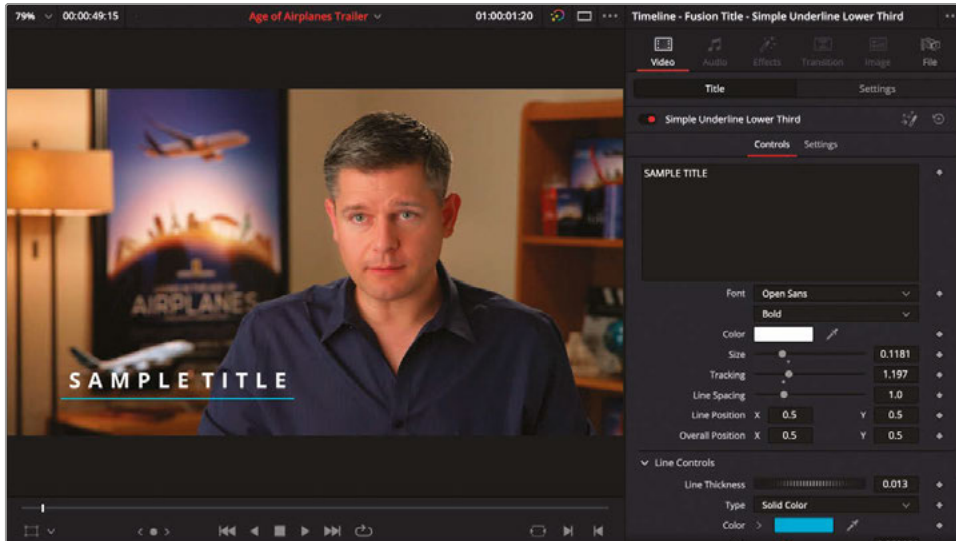 79% 00:00:49:15 Age of Airplanes Trailer 01:00:01:20 Timeline - Fusion Title - Simple Underline Lower Third
Video Audio Effects Transition Image File
Title Settings
Simple Underline Lower Third
Controls Settings
SAMPLE TITLE
Font Open Sans
Bold
Color
Size 0.1181
Tracking 1.197
Line Spacing 1.0
Line Position X 0.5 Y 0.5
Overall Position X 0.5 Y 0.5
Line Controls
Line Thickness 0.013
Type Solid Color
Color
AIRPLANES
SAMPLE TITLE